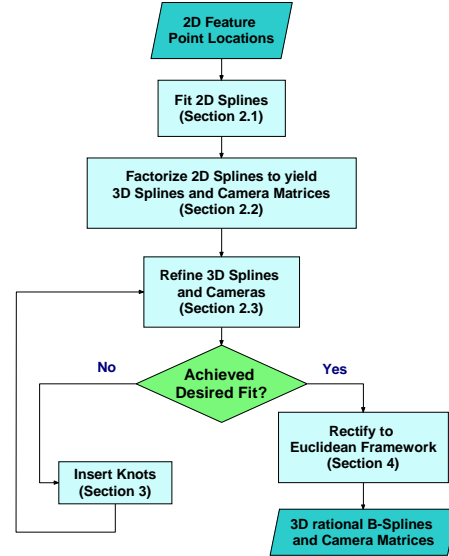 2D Feature
Point Locations
Fit 2D Splines
(Section 2.1)
Factorize 2D Splines to yield
3D Splines and Camera Matrices
(Section 2.2)
Refine 3D Splines
and Cameras
(Section 2.3)
No
Achieved
Desired Fit?
Yes
Insert Knots
(Section 3)
Rectify to
Euclidean Framework
(Section 4)
3D rational B-Splines
and Camera Matrices